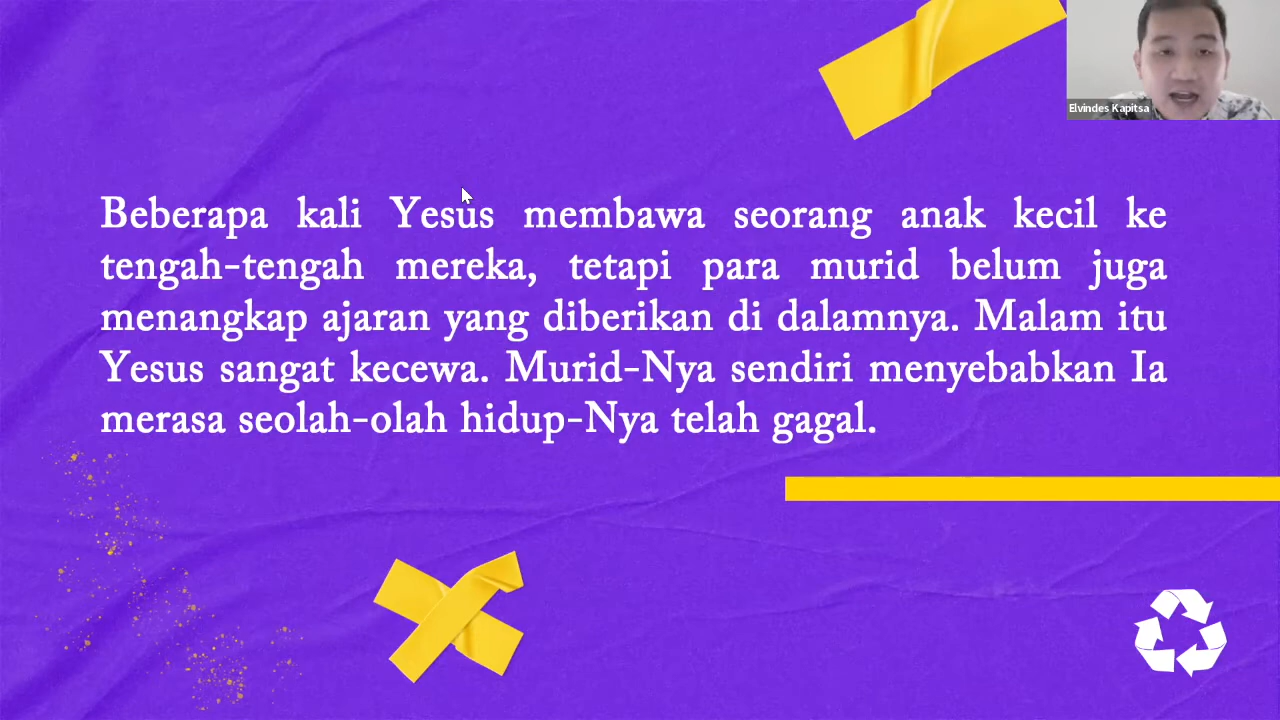 Elvindes Kapitsa
Beberapa kali Yesus membawa seorang anak kecil ke
tengah-tengah mereka, tetapi para murid belum juga
menangkap ajaran yang diberikan di dalamnya. Malam itu
Yesus sangat kecewa. Murid-Nya sendiri menyebabkan Ia
merasa seolah-olah hidup-Nya telah gagal.